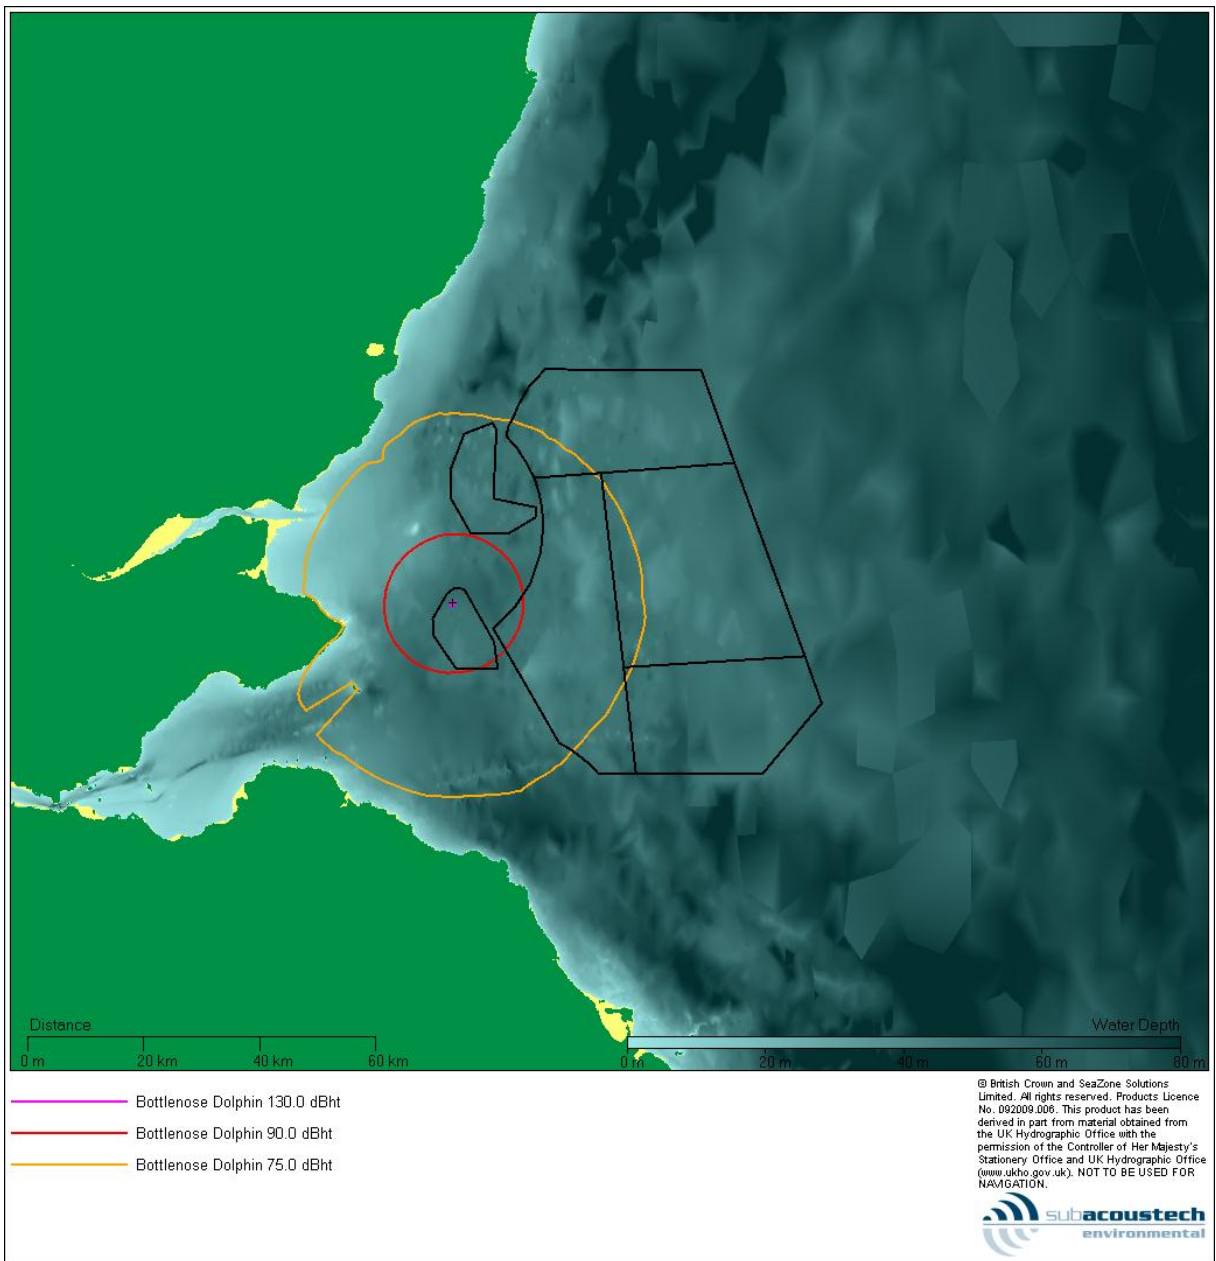 Distance
0 m 20 km 40 km 60 km
Water Depth
0 m 20 m 40 m 60 m 80 m
Bottlenose Dolphin 130.0 dBht
Bottlenose Dolphin 90.0 dBht
Bottlenose Dolphin 75.0 dBht
© British Crown and SeaZone Solutions
Limited. All rights reserved. Products Licence
No. 092009.006. This product has been
derived in part from material obtained from
the UK Hydrographic Office with the
permission of the Controller of Her Majesty's
Stationery Office and UK Hydrographic Office
(www.ukho.gov.uk). NOT TO BE USED FOR
NAVIGATION.
subacoustech
environmental